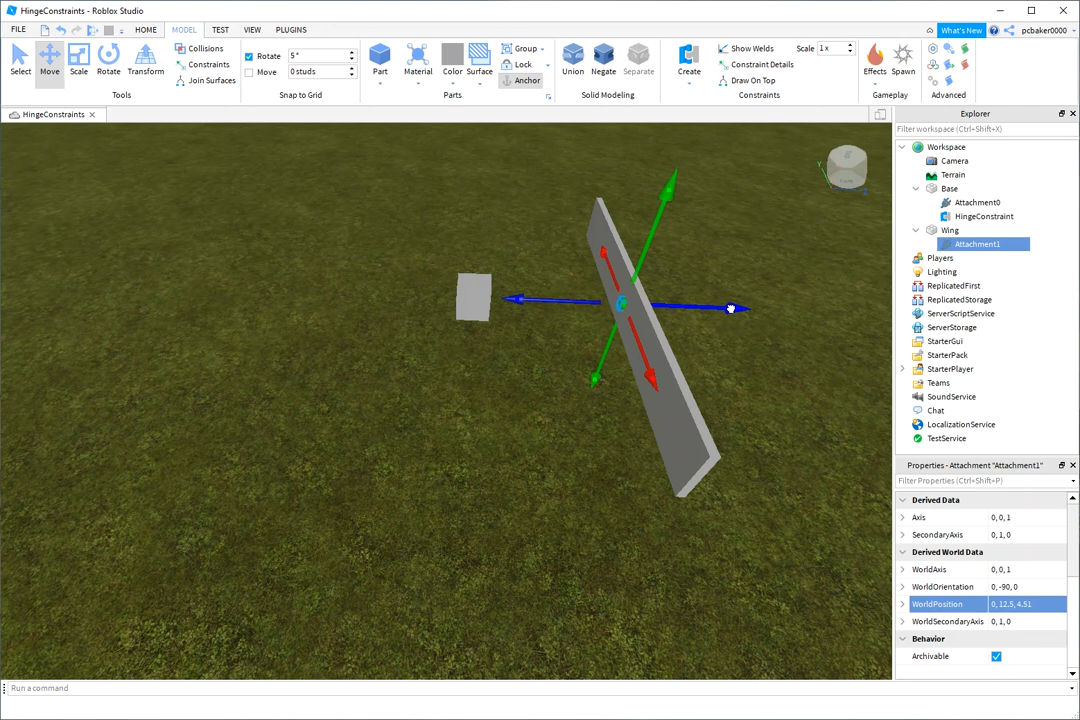 HingeConstraints - Roblox Studio
FILE HOME MODEL TEST VIEW PLUGINS What's New pcbaker0000
Select Move Scale Rotate Transform
Collisions
Constraints
Join Surfaces
Tools
Rotate 5 °
Move 0 studs
Snap to Grid
Part Material Color Surface
Group
Lock
Anchor
Parts
Union Negate Separate
Solid Modeling
Create
Show Welds Scale 1 x
Constraint Details
Draw On Top
Constraints
Effects Spawn
Gameplay
Advanced
HingeConstraints
Explorer
Filter workspace (Ctrl+Shift+X)
Workspace
Camera
Terrain
Base
Attachment0
HingeConstraint
Wing
Attachment1
Players
Lighting
ReplicatedFirst
ReplicatedStorage
ServerScriptService
ServerStorage
StarterGui
StarterPack
StarterPlayer
Teams
SoundService
Chat
LocalizationService
TestService
Y
Properties - Attachment "Attachment1"
Filter Properties (Ctrl+Shift+P)
Derived Data
Axis 0, 0, 1
SecondaryAxis 0, 1, 0
Derived World Data
WorldAxis 0, 0, 1
WorldOrientation 0, -90, 0
WorldPosition 0, 12.5, 4.51
WorldSecondaryAxis 0, 1, 0
Behavior
Archivable
Run a command